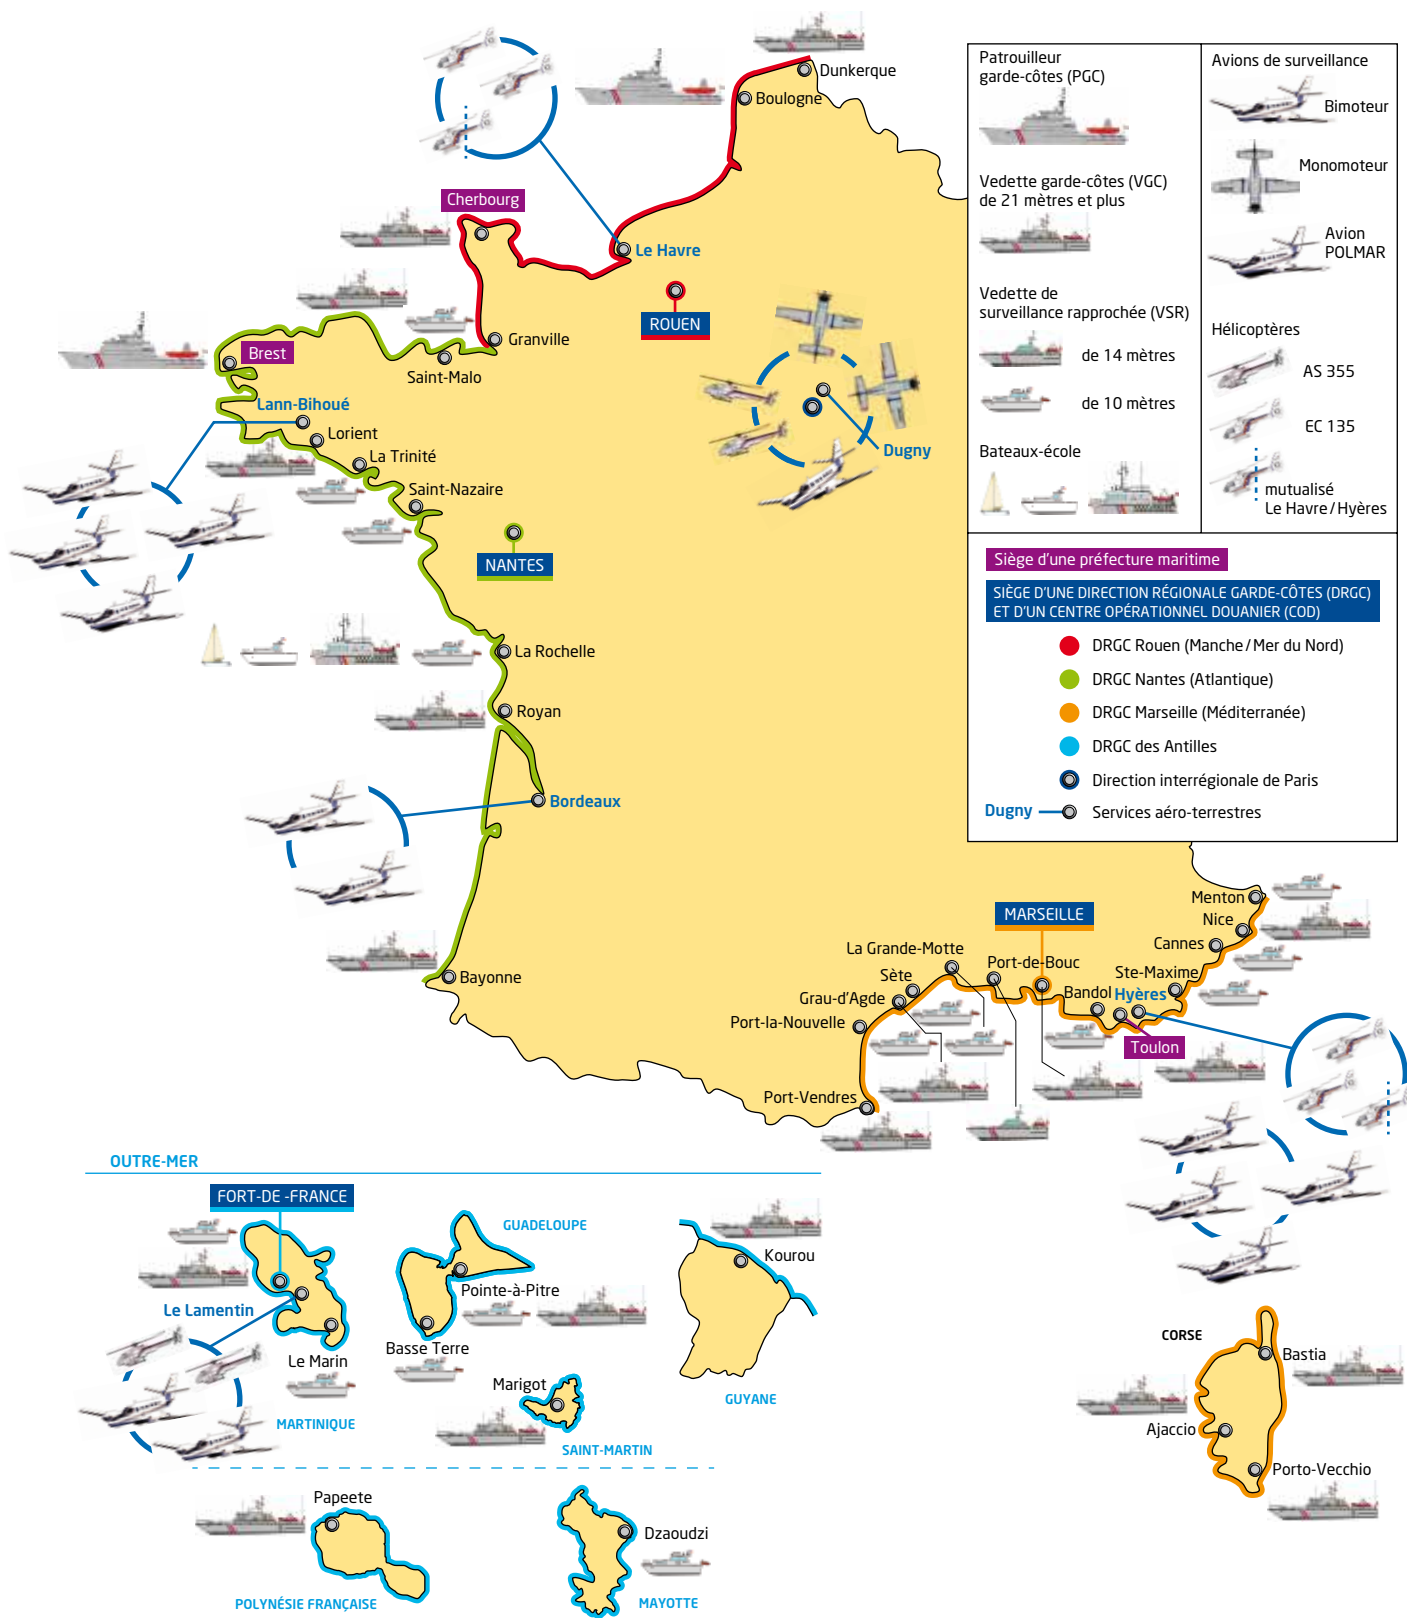 Dunkerque
Boulogne
Cherbourg
Le Havre
ROUEN
Granville
Saint-Malo
Brest
Lann-Bihoué
Lorient
La Trinité
Saint-Nazaire
NANTES
Dugny
La Rochelle
Royan
Bordeaux
Bayonne
Patrouilleur
garde-côtes (PGC)
Vedette garde-côtes (VGC)
de 21 mètres et plus
Vedette de
surveillance rapprochée (VSR)
de 14 mètres
de 10 mètres
Bateaux-école
Avions de surveillance
Bimoteur
Monomoteur
Avion
POLMAR
Hélicoptères
AS 355
EC 135
mutualisé
Le Havre/Hyères
Siège d'une préfecture maritime
SIÈGE D'UNE DIRECTION RÉGIONALE GARDE-CÔTES (DRGC)
ET D'UN CENTRE OPÉRATIONNEL DOUANIER (COD)
DRGC Rouen (Manche/Mer du Nord)
DRGC Nantes (Atlantique)
DRGC Marseille (Méditerranée)
DRGC des Antilles
Direction interrégionale de Paris
Dugny Services aéro-terrestres
Menton
Nice
Cannes
Ste-Maxime
Hyères
Bandol
Toulon
MARSEILLE
Port-de-Bouc
La Grande-Motte
Sète
Grau-d'Agde
Port-la-Nouvelle
Port-Vendres
OUTRE-MER
FORT-DE -FRANCE
Le Lamentin
Le Marin
MARTINIQUE
GUADELOUPE
Pointe-à-Pitre
Basse Terre
Marigot
SAINT-MARTIN
Kourou
GUYANE
CORSE
Bastia
Ajaccio
Porto-Vecchio
Papeete
POLYNÉSIE FRANÇAISE
Dzaoudzi
MAYOTTE